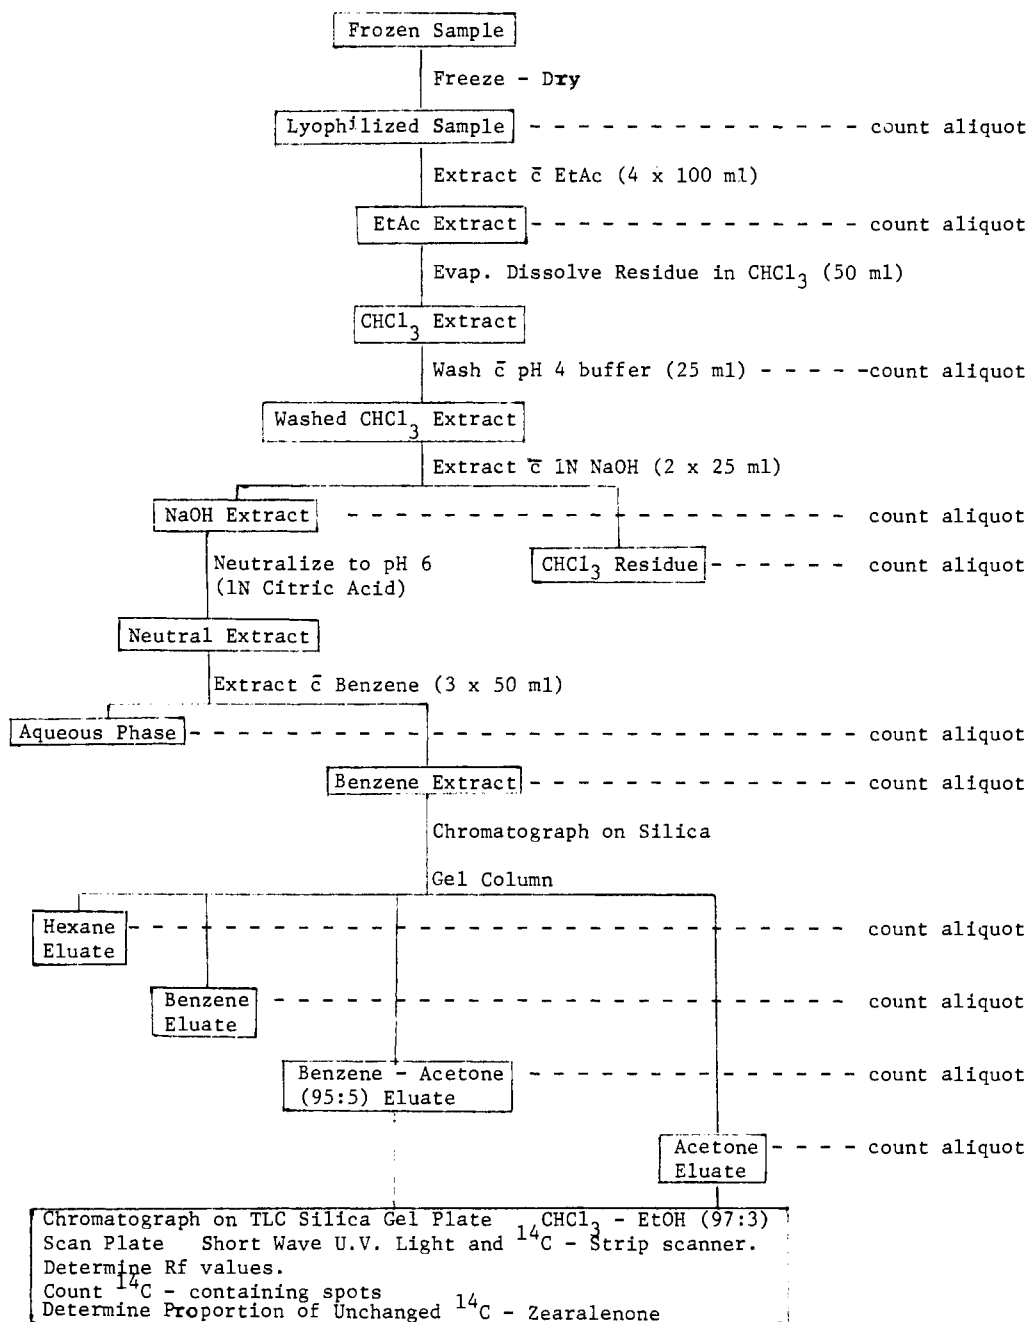 Frozen Sample
Freeze - Dry
Lyophilized Sample - - - - - - - - - - - - - - - count aliquot
Extract c̄ EtAc (4 x 100 ml)
EtAc Extract - - - - - - - - - - - - - - count aliquot
Evap. Dissolve Residue in CHCl3 (50 ml)
CHCl3 Extract
Wash c̄ pH 4 buffer (25 ml) - - - - -count aliquot
Washed CHCl3 Extract
Extract c̄ 1N NaOH (2 x 25 ml)
NaOH Extract - - - - - - - - - - - - - - - - - - - - - count aliquot
Neutralize to pH 6
CHCl3 Residue - - - - - - count aliquot
(1N Citric Acid)
Neutral Extract
Extract c̄ Benzene (3 x 50 ml)
Aqueous Phase - - - - - - - - - - - - - - - - - - - - - - - - - - - - count aliquot
Benzene Extract - - - - - - - - - - - - - - count aliquot
Chromatograph on Silica
Gel Column
Hexane - - - - - - - - - - - - - - - - - - - - - - - - - - - - - - count aliquot
Eluate
Benzene - - - - - - - - - - - - - - - - - - - - - - - - count aliquot
Eluate
Benzene - Acetone - - - - - - - - - - - - - - count aliquot
(95:5) Eluate
Acetone - - - - count aliquot
Eluate
Chromatograph on TLC Silica Gel Plate CHCl3 - EtOH (97:3)
Scan Plate Short Wave U.V. Light and 14C - Strip scanner.
Determine Rf values.
Count 14C - containing spots
Determine Proportion of Unchanged 14C - Zearalenone